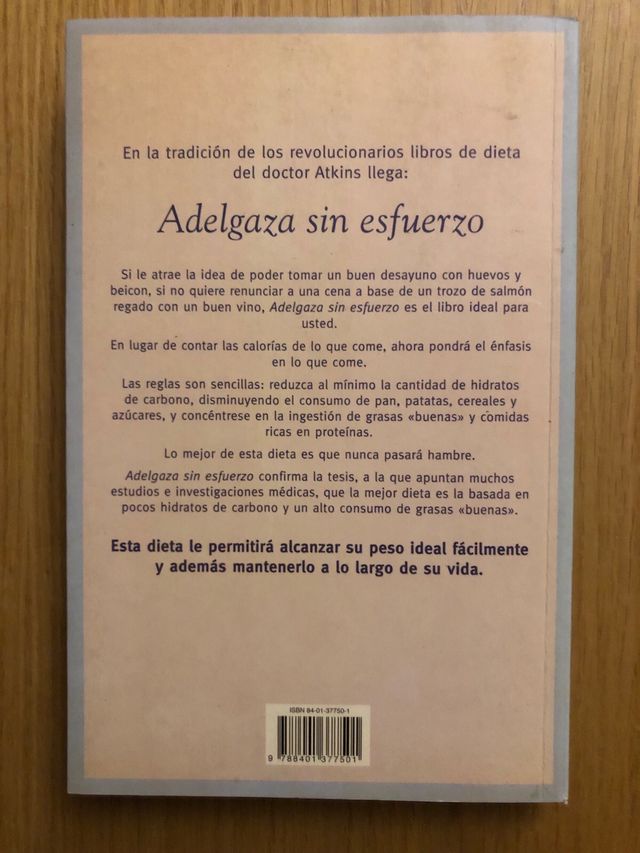 En la tradición de los revolucionarios libros de dieta
del doctor Atkins llega:
Adelgaza sin esfuerzo
Si le atrae la idea de poder tomar un buen desayuno con huevos y
beicon, si no quiere renunciar a una cena a base de un trozo de salmón
regado con un buen vino, Adelgaza sin esfuerzo es el libro ideal para
usted.
En lugar de contar las calorías de lo que come, ahora pondrá el énfasis
en lo que come.
Las reglas son sencillas: reduzca al mínimo la cantidad de hidratos
de carbono, disminuyendo el consumo de pan, patatas, cereales y
azúcares, y concéntrese en la ingestión de grasas «buenas» y comidas
ricas en proteínas.
Lo mejor de esta dieta es que nunca pasará hambre.
Adelgaza sin esfuerzo confirma la tesis, a la que apuntan muchos
estudios e investigaciones médicas, que la mejor dieta es la basada en
pocos hidratos de carbono y un alto consumo de grasas «buenas».
Esta dieta le permitirá alcanzar su peso ideal fácilmente
y además mantenerlo a lo largo de su vida.
ISBN 84-01-37750-1
9 788401 377501